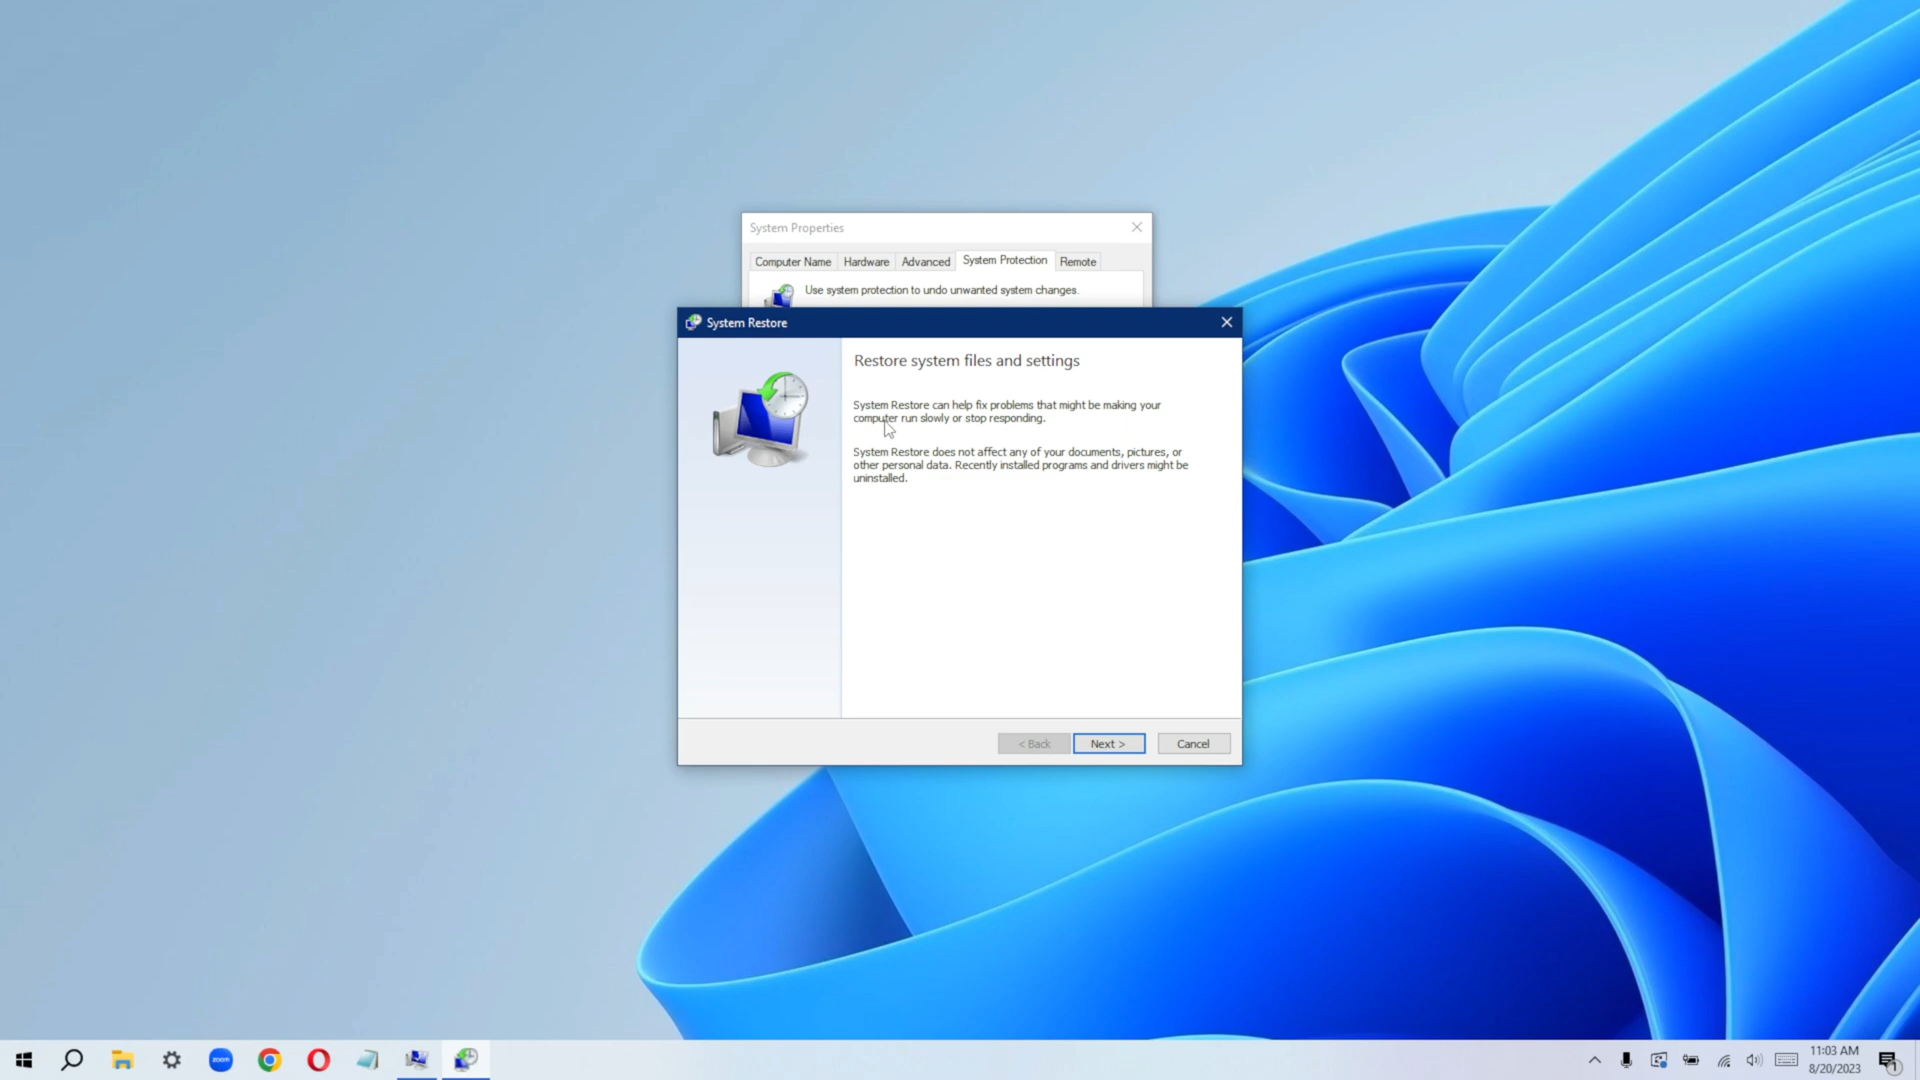 System Properties
Computer Name Hardware Advanced System Protection Remote
Use system protection to undo unwanted system changes.
System Restore
Restore system files and settings
System Restore can help fix problems that might be making your
computer run slowly or stop responding.
System Restore does not affect any of your documents, pictures, or
other personal data. Recently installed programs and drivers might be
uninstalled.
< Back Next > Cancel
zoom
11:03 AM
8/20/2023
1